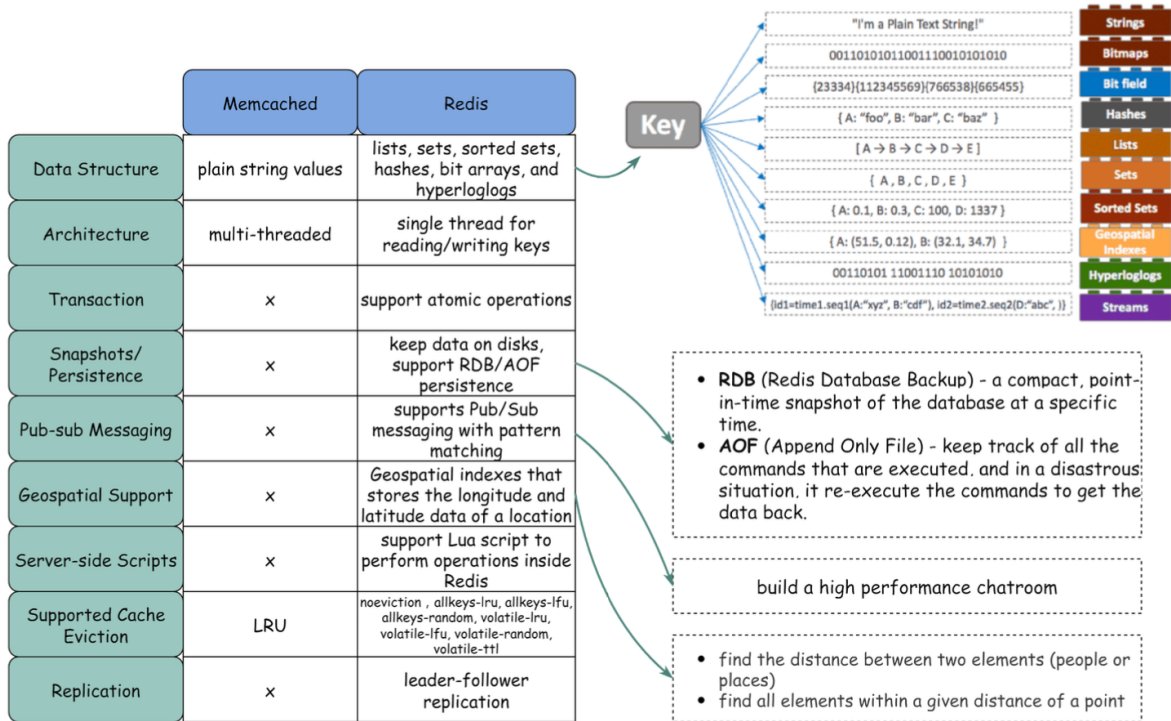 Memcached
Redis
Data Structure
plain string values
lists, sets, sorted sets,
hashes, bit arrays, and
hyperloglogs
Architecture
multi-threaded
single thread for
reading/writing keys
Transaction
x
support atomic operations
Snapshots/
Persistence
x
keep data on disks,
support RDB/AOF
persistence
Pub-sub Messaging
x
supports Pub/Sub
messaging with pattern
matching
Geospatial Support
x
Geospatial indexes that
stores the longitude and
latitude data of a location
Server-side Scripts
x
support Lua script to
perform operations inside
Redis
Supported Cache
Eviction
LRU
noeviction , allkeys-lru, allkeys-lfu,
allkeys-random, volatile-lru,
volatile-lfu, volatile-random,
volatile-ttl
Replication
x
leader-follower
replication
Key
"I'm a Plain Text String!"
Strings
00110101011001110010101010
Bitmaps
{23334}{112345569}{766538}{665455}
Bit field
{ A: "foo", B: "bar", C: "baz" }
Hashes
[ A → B → C → D → E ]
Lists
{ A , B , C , D , E }
Sets
{ A: 0.1, B: 0.3, C: 100, D: 1337 }
Sorted Sets
{ A: (51.5, 0.12), B: (32.1, 34.7) }
Geospatial
Indexes
00110101 11001110 10101010
Hyperloglogs
{id1=time1.seq1(A:"xyz", B:"cdf"), id2=time2.seq2(D:"abc", )}
Streams
• RDB (Redis Database Backup) - a compact, point-
in-time snapshot of the database at a specific
time.
• AOF (Append Only File) - keep track of all the
commands that are executed, and in a disastrous
situation, it re-execute the commands to get the
data back.
build a high performance chatroom
• find the distance between two elements (people or
places)
• find all elements within a given distance of a point